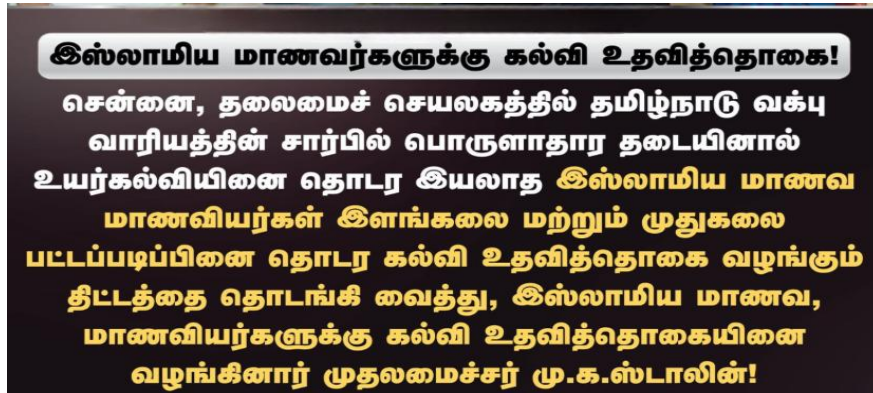 இஸ்லாமிய மாணவர்களுக்கு கல்வி உதவித்தொகை!
சென்னை, தலைமைச் செயலகத்தில் தமிழ்நாடு வக்பு
வாரியத்தின் சார்பில் பொருளாதார தடையினால்
உயர்கல்வியினை தொடர இயலாத இஸ்லாமிய மாணவ
மாணவியர்கள் இளங்கலை மற்றும் முதுகலை
பட்டப்படிப்பினை தொடர கல்வி உதவித்தொகை வழங்கும்
திட்டத்தை தொடங்கி வைத்து, இஸ்லாமிய மாணவ,
மாணவியர்களுக்கு கல்வி உதவித்தொகையினை
வழங்கினார் முதலமைச்சர் மு.க.ஸ்டாலின்!